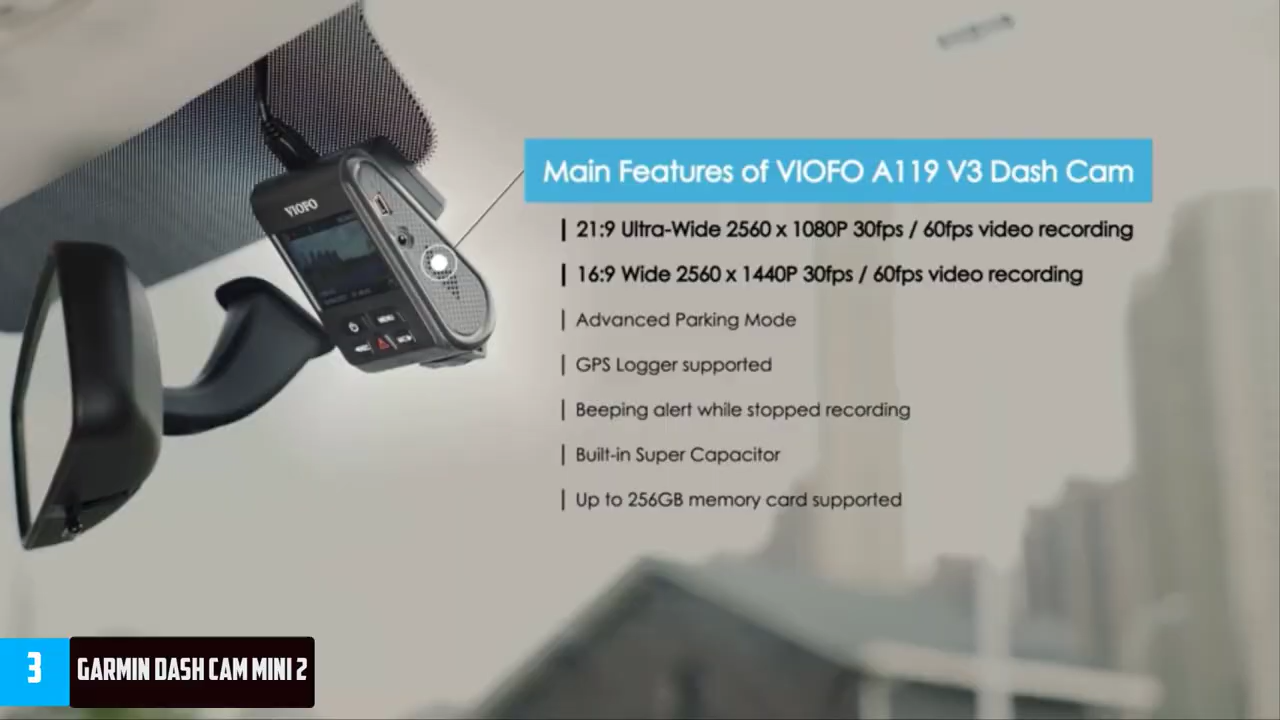 VIOFO
Main Features of VIOFO A119 V3 Dash Cam
21:9 Ultra-Wide 2560 x 1080P 30fps / 60fps video recording
16:9 Wide 2560 x 1440P 30fps / 60fps video recording
Advanced Parking Mode
GPS Logger supported
Beeping alert while stopped recording
Built-in Super Capacitor
Up to 256GB memory card supported
3
GARMIN DASH CAM MINI 2